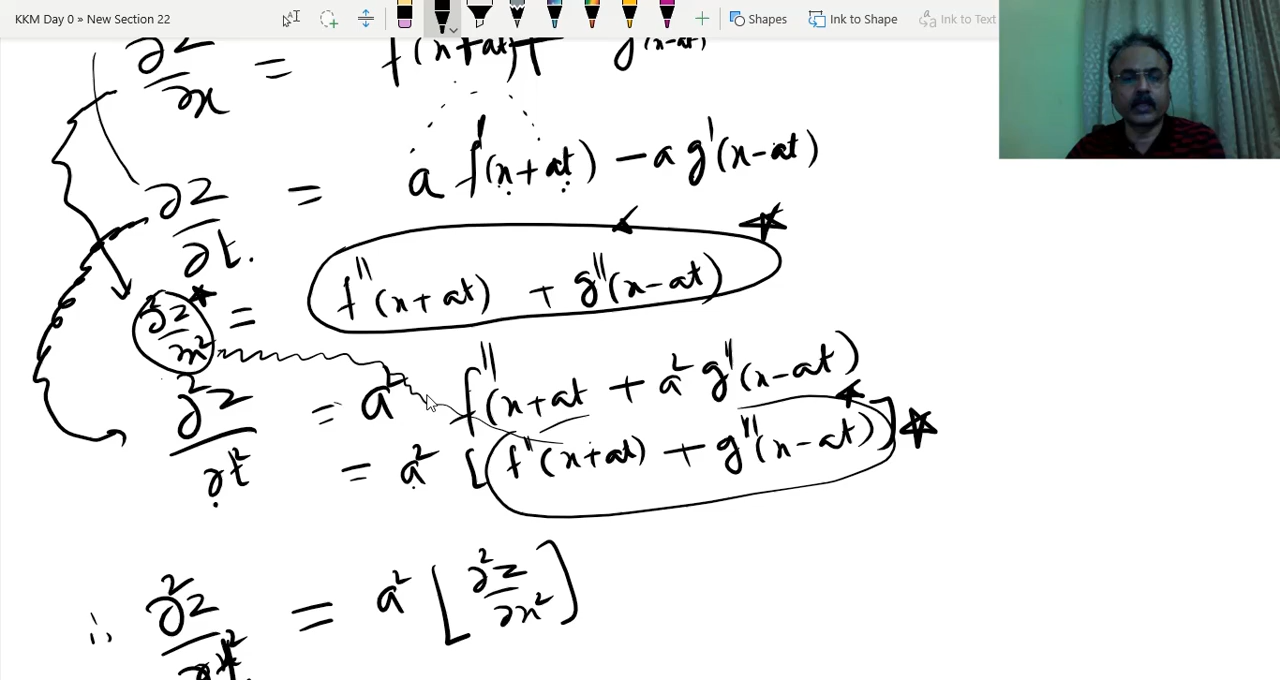 KKM Day 0 » New Section 22
Shapes
Ink to Shape
Ink to Text
∂z/∂x = f'(x+at) + g'(x-at)
∂z/∂t. = a f'(x+at) - a g'(x-at)
∂²z/∂x² = f''(x+at) + g''(x-at)
∂²z/∂t² = a² f''(x+at + a² g''(x-at)
= a² [f''(x+at) + g''(x-at)]
∴ ∂²z/∂t² = a² [∂²z/∂x²]